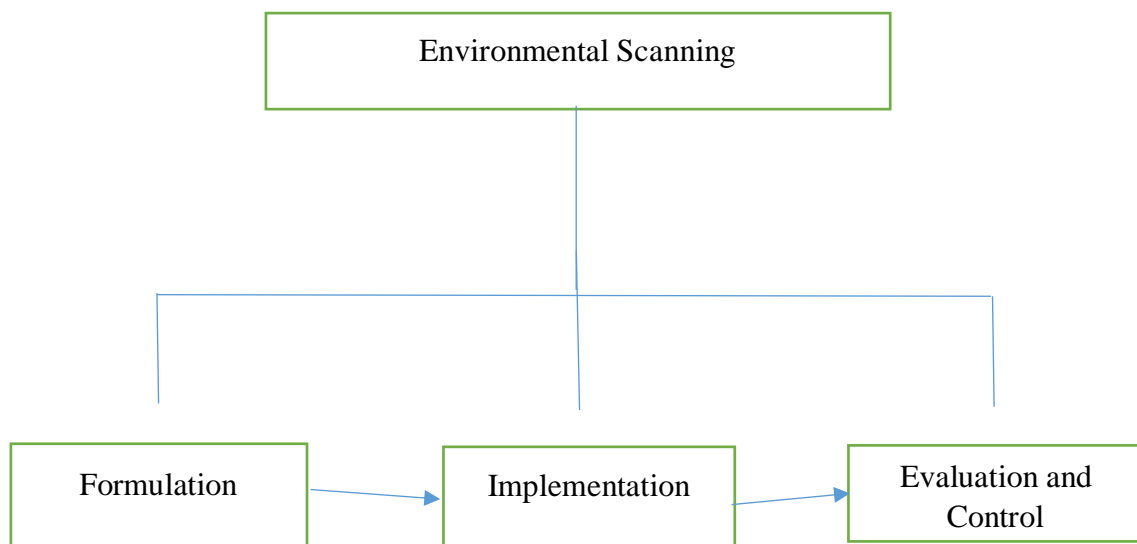 Environmental Scanning
Formulation
Implementation
Evaluation and
Control